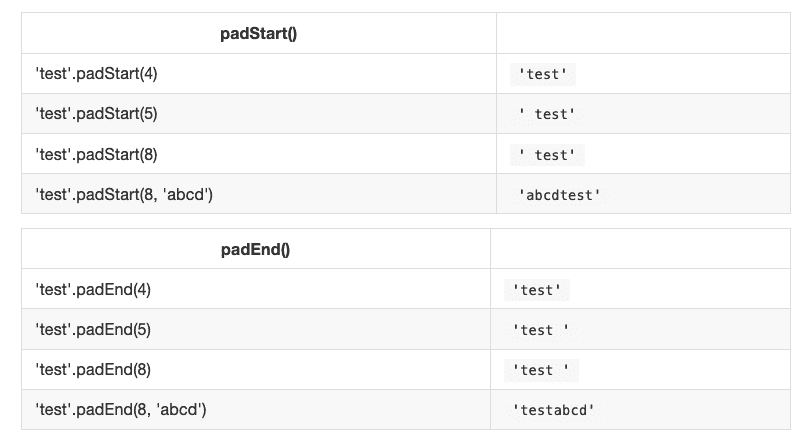 padStart()
'test'.padStart(4) 'test'
'test'.padStart(5) ' test'
'test'.padStart(8) ' test'
'test'.padStart(8, 'abcd') 'abcdtest'
padEnd()
'test'.padEnd(4) 'test'
'test'.padEnd(5) 'test '
'test'.padEnd(8) 'test '
'test'.padEnd(8, 'abcd') 'testabcd'